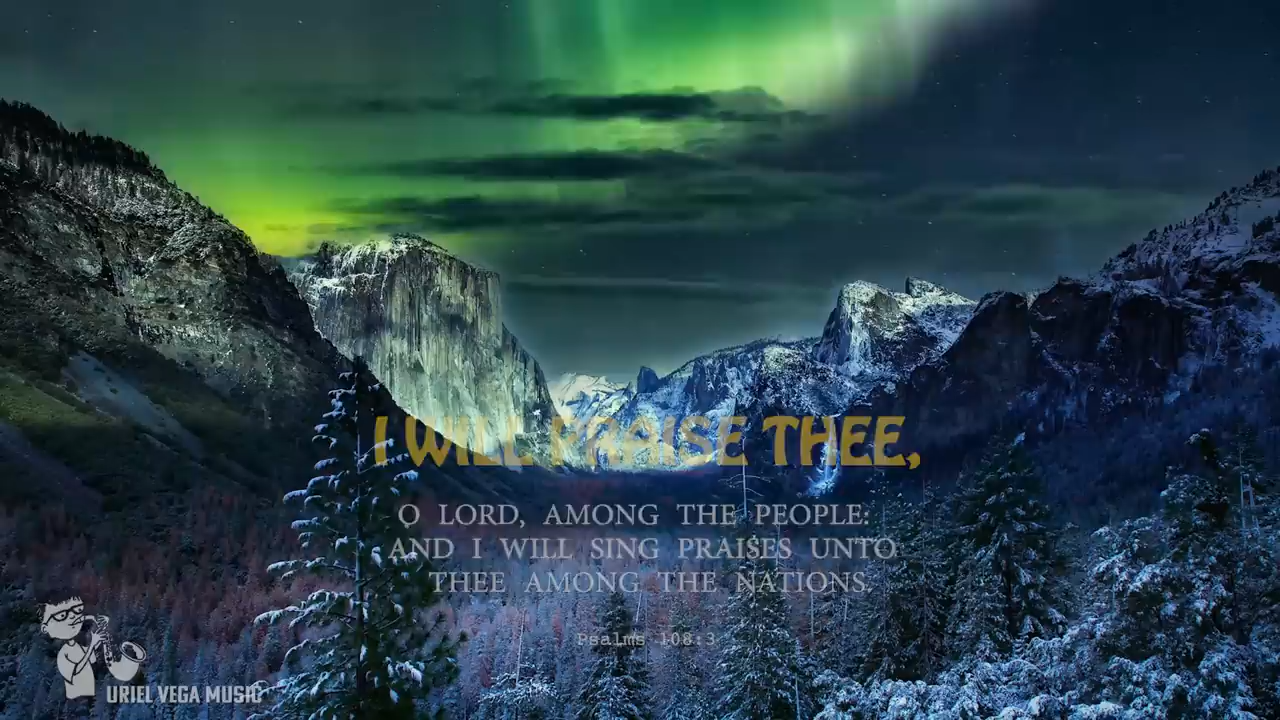 I WILL PRAISE THEE,
O LORD, AMONG THE PEOPLE:
AND I WILL SING PRAISES UNTO
THEE AMONG THE NATIONS.
Psalms 108:3
URIEL VEGA MUSIC